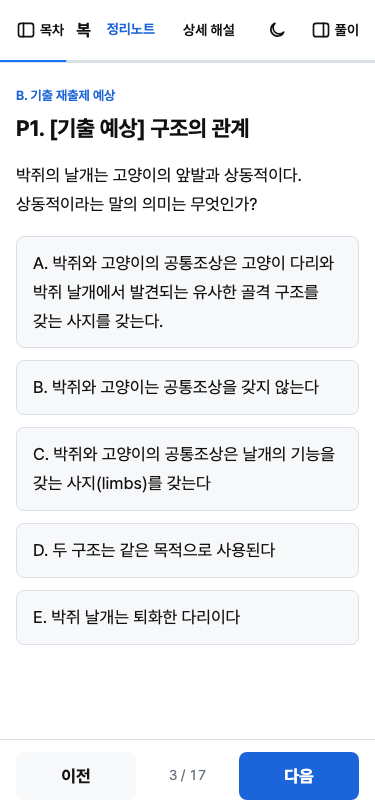 목차 복 정리노트 상세 해설 풀이
B. 기출 재출제 예상
P1. [기출 예상] 구조의 관계
박쥐의 날개는 고양이의 앞발과 상동적이다.
상동적이라는 말의 의미는 무엇인가?
A. 박쥐와 고양이의 공통조상은 고양이 다리와
박쥐 날개에서 발견되는 유사한 골격 구조를
갖는 사지를 갖는다.
B. 박쥐와 고양이는 공통조상을 갖지 않는다
C. 박쥐와 고양이의 공통조상은 날개의 기능을
갖는 사지(limbs)를 갖는다
D. 두 구조는 같은 목적으로 사용된다
E. 박쥐 날개는 퇴화한 다리이다
이전 3 / 17 다음